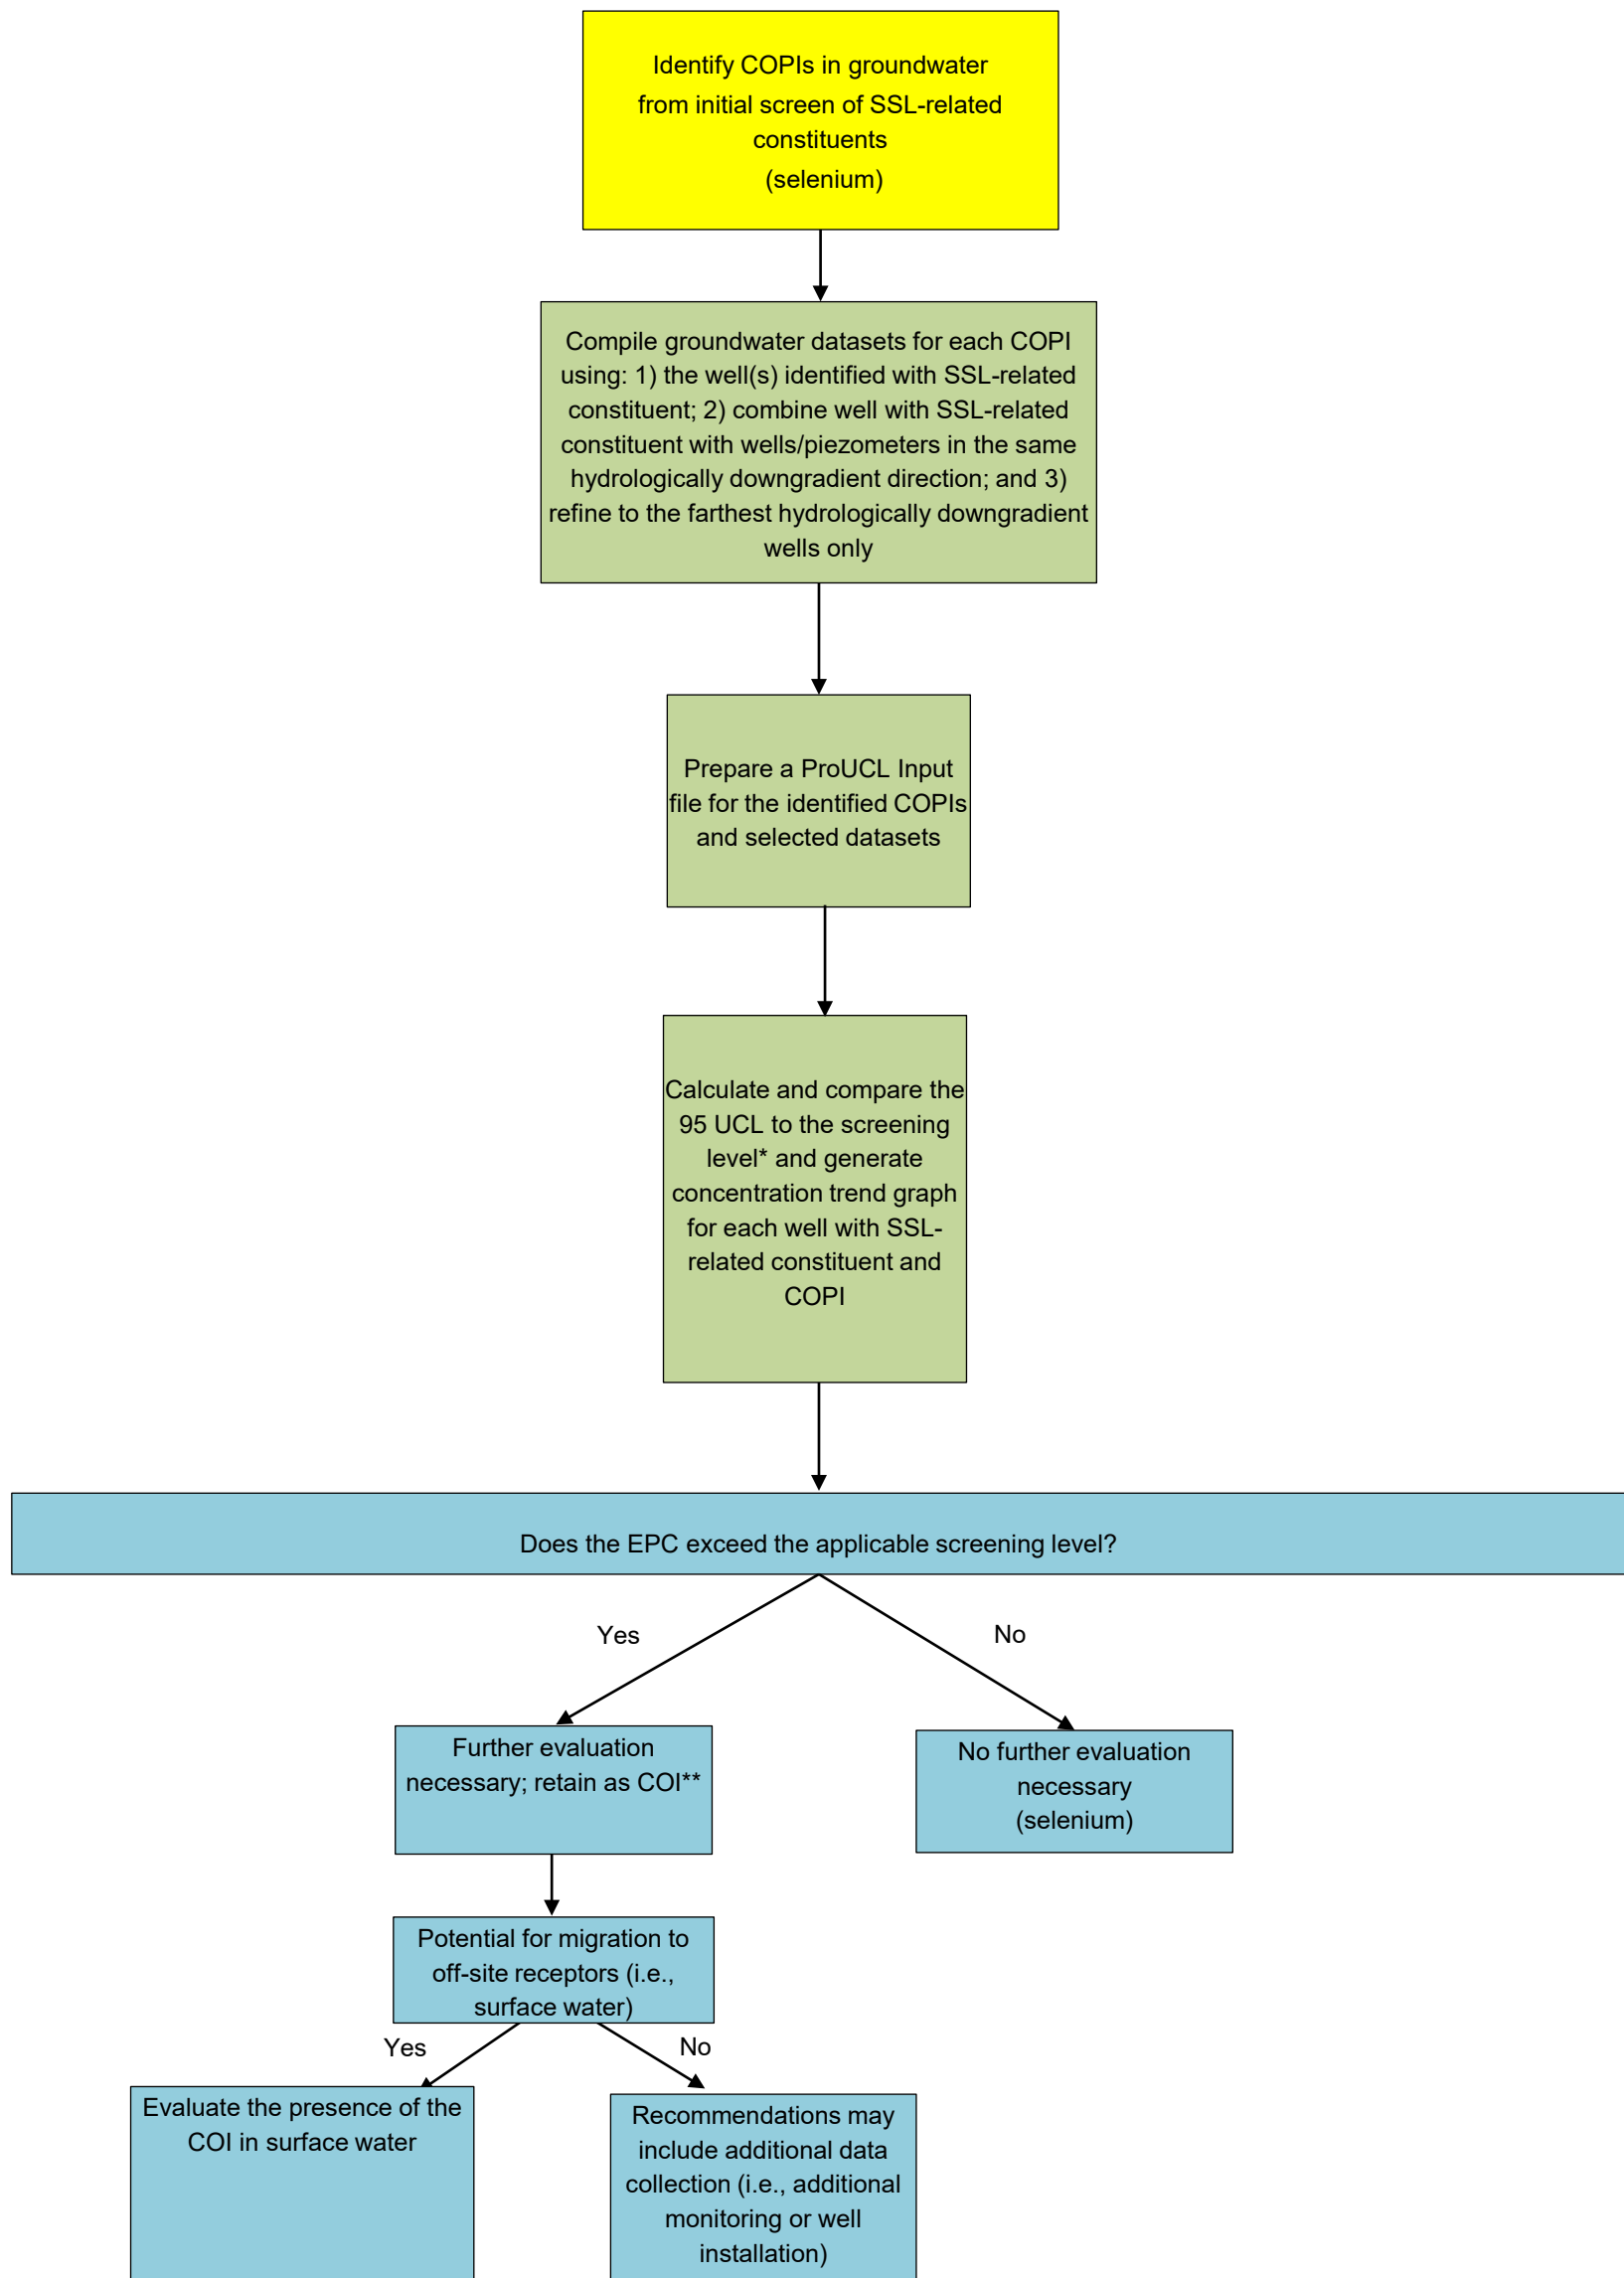 Identify COPIs in groundwater
from initial screen of SSL-related
constituents
(selenium)
Compile groundwater datasets for each COPI
using: 1) the well(s) identified with SSL-related
constituent; 2) combine well with SSL-related
constituent with wells/piezometers in the same
hydrologically downgradient direction; and 3)
refine to the farthest hydrologically downgradient
wells only
Prepare a ProUCL Input
file for the identified COPIs
and selected datasets
Calculate and compare the
95 UCL to the screening
level* and generate
concentration trend graph
for each well with SSL-
related constituent and
COPI
Does the EPC exceed the applicable screening level?
Yes
No
Further evaluation
necessary; retain as COI**
No further evaluation
necessary
(selenium)
Potential for migration to
off-site receptors (i.e.,
surface water)
Yes
No
Evaluate the presence of the
COI in surface water
Recommendations may
include additional data
collection (i.e., additional
monitoring or well
installation)